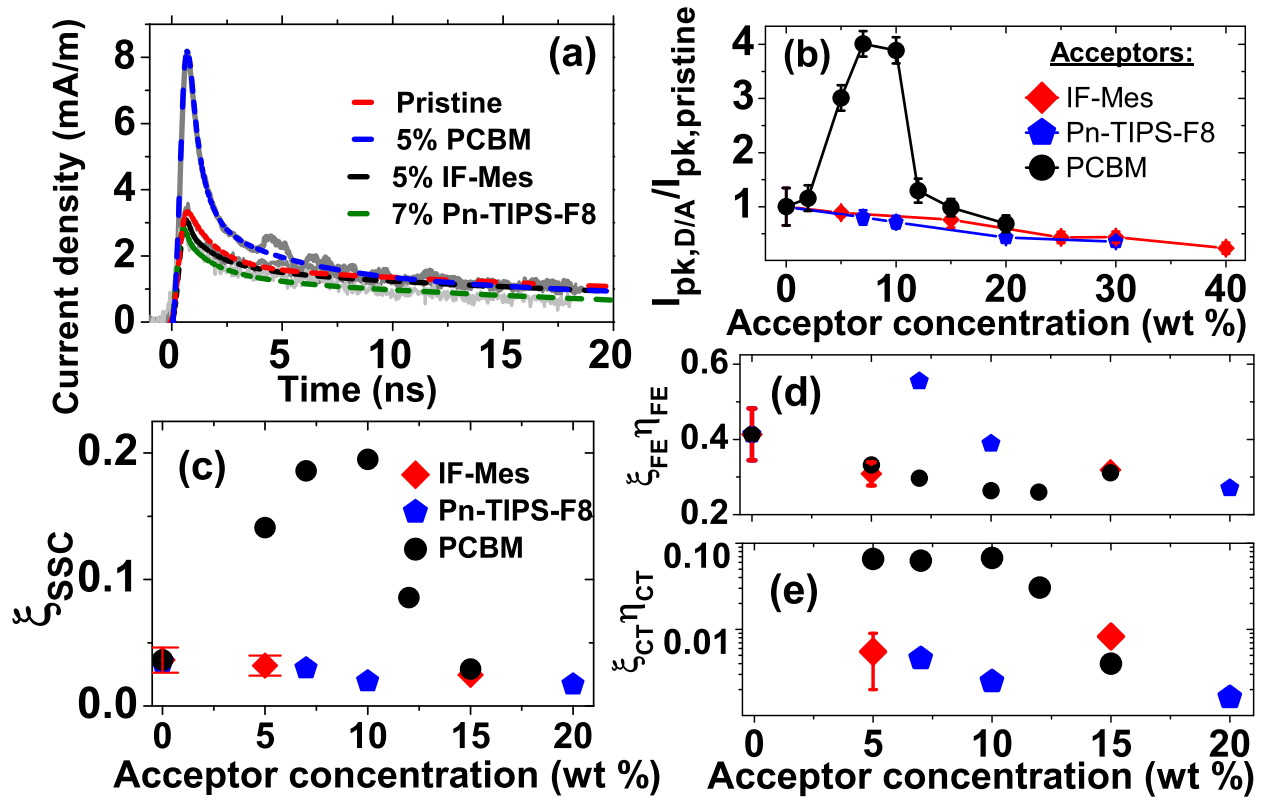 (a)
Current density (mA/m)
8
6
4
2
0
Pristine
5% PCBM
5% IF-Mes
7% Pn-TIPS-F8
0 5 10 15 20
Time (ns)
(b)
I_pk,D/A/I_pk,pristine
4
3
2
1
Acceptors:
IF-Mes
Pn-TIPS-F8
PCBM
0 10 20 30 40
Acceptor concentration (wt %)
(c)
ξSSC
0.2
0.1
0.0
IF-Mes
Pn-TIPS-F8
PCBM
0 5 10 15 20
Acceptor concentration (wt %)
(d)
ξFEηFE
0.6
0.4
0.2
(e)
ξCTηCT
0.10
0.01
0 5 10 15 20
Acceptor concentration (wt %)